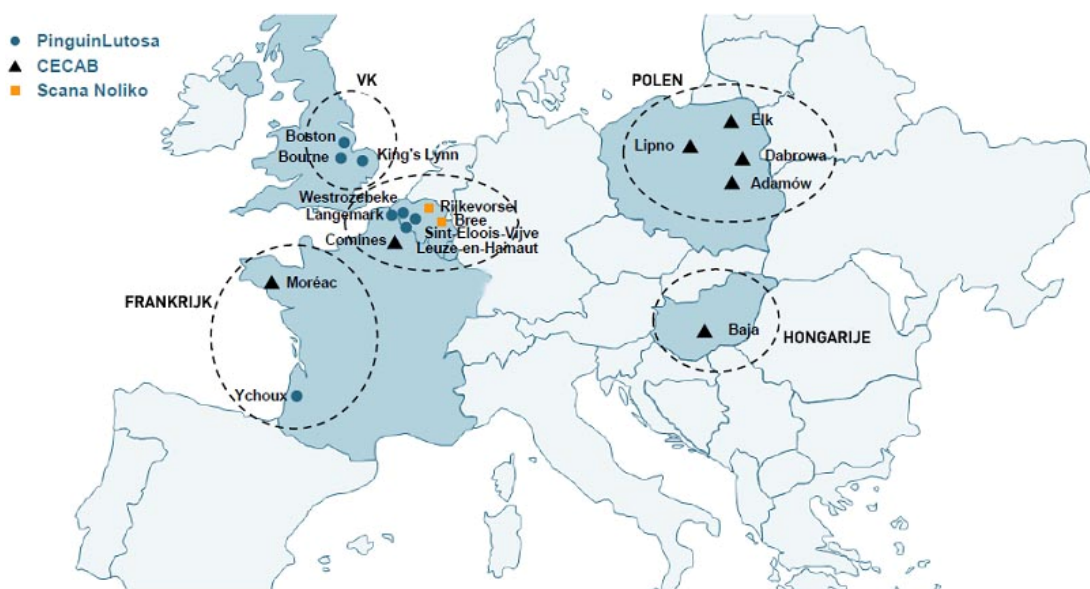 PinguinLutosa
CECAB
Scana Noliko
VK
POLEN
Boston
Bourne
King's Lynn
Elk
Lipno
Dabrowa
Adamów
Westrozebeke
Langemark
Rijkevorsel
Bree
Sint-Eloois-Vijve
Comines
Leuze-en-Hainaut
Moréac
FRANKRIJK
Baja
HONGARIJE
Ychoux